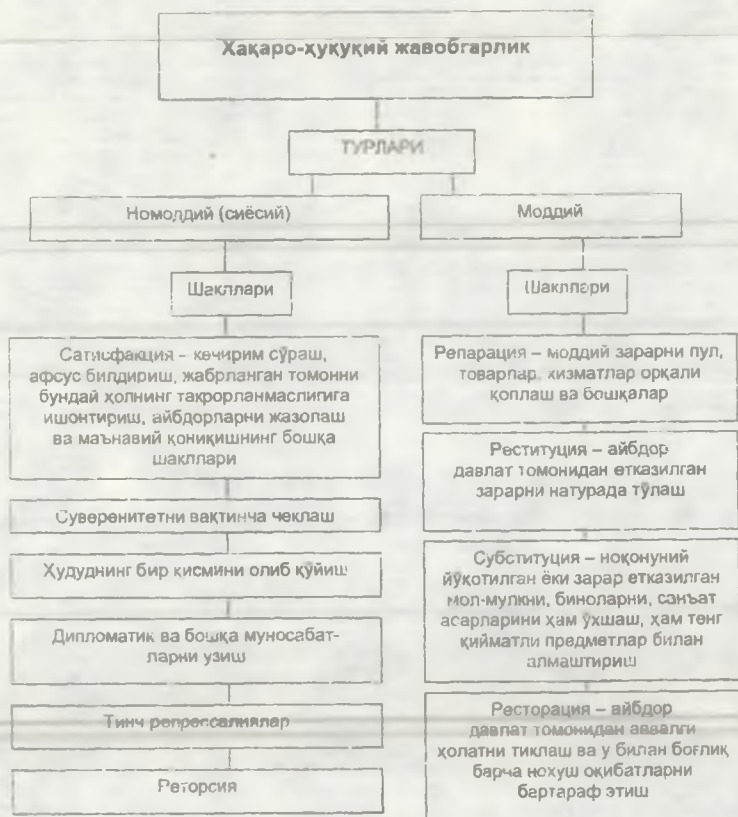 Хақаро-ҳуқуқий жавобгарлик
ТУРЛАРИ
Номоддий (сиёсий)
Шакллари
Сатисфакция – кечирим сўраш,
афсус билдириш, жабрланган томонни
бундай ҳолнинг такрорланмаслигига
ишонтириш, айбдорларни жазолаш
ва маънавий қониқишнинг бошқа
шакллари
Суверенитетни вақтинча чеклаш
Ҳудуднинг бир қисмини олиб қўйиш
Дипломатик ва бошқа муносабат-
ларни узиш
Тинч репрессалиялар
Реторсия
Моддий
Шакллари
Репарация – моддий зарарни пул,
товарлар, хизматлар орқали
қоплаш ва бошқалар
Реституция – айбдор
давлат томонидан етказилган
зарарни натурада тўлаш
Субституция – ноқонуний
йўқотилган ёки зарар етказилган
мол-мулкни, биноларни, санъат
асарларини ҳам ўхшаш, ҳам тенг
қийматли предметлар билан
алмаштириш
Ресторация – айбдор
давлат томонидан аввалги
ҳолатни тиклаш ва у билан боғлиқ
барча нохуш оқибатларни
бартараф этиш